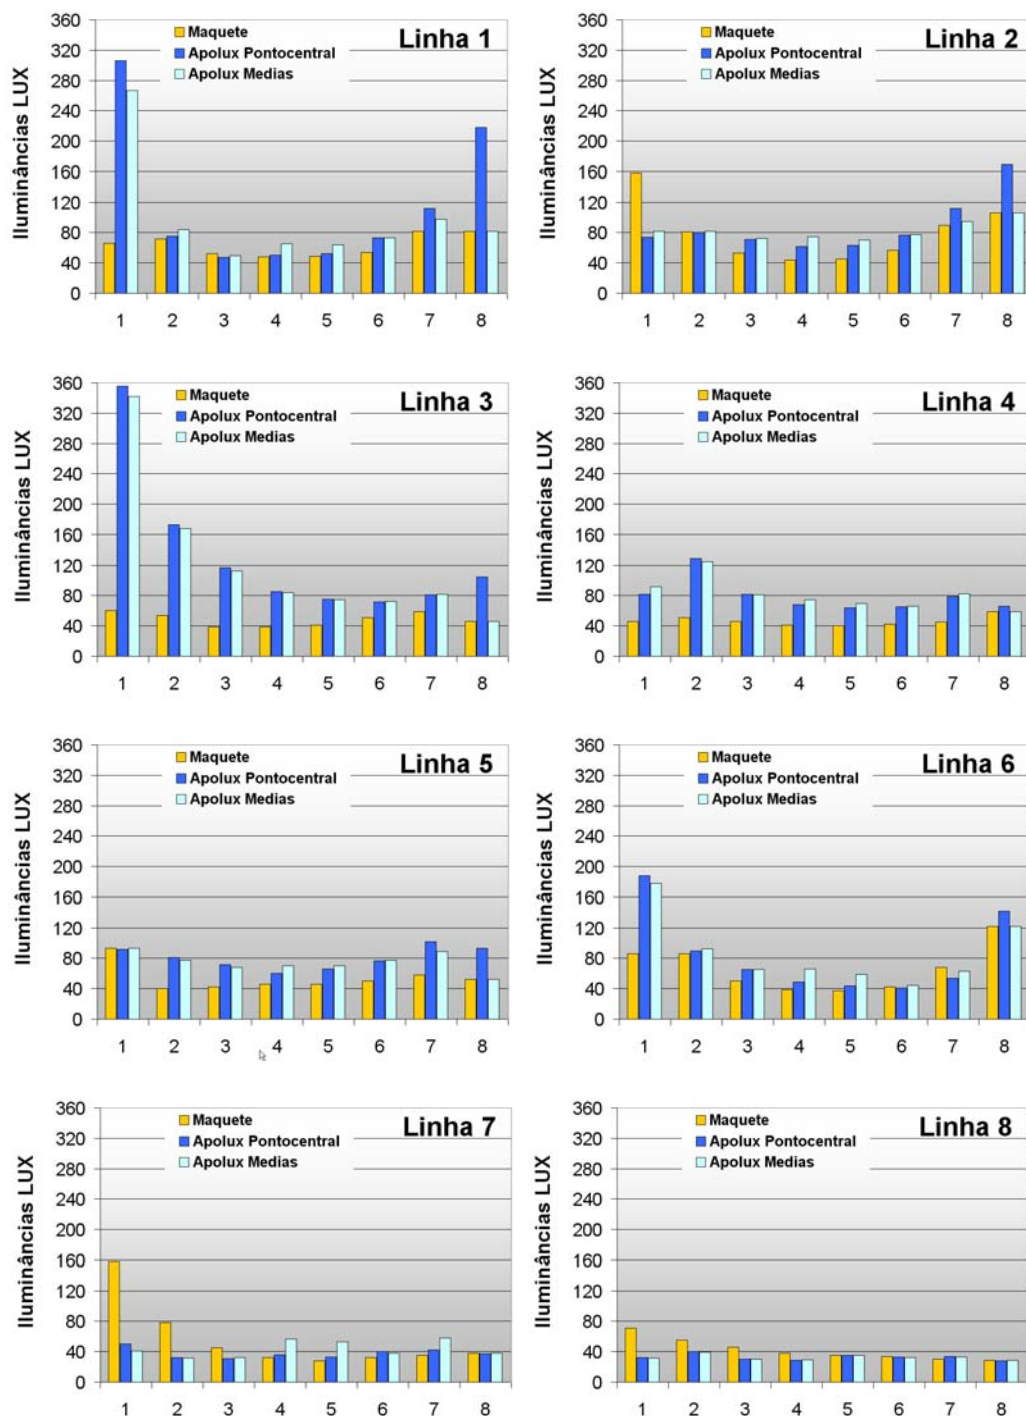 Linha 1
Maquete
Apolux Pontocentral
Apolux Medias
Iluminâncias LUX
360
320
280
240
200
160
120
80
40
0
1 2 3 4 5 6 7 8
Linha 2
Maquete
Apolux Pontocentral
Apolux Medias
Iluminâncias LUX
360
320
280
240
200
160
120
80
40
0
1 2 3 4 5 6 7 8
Linha 3
Maquete
Apolux Pontocentral
Apolux Medias
Iluminâncias LUX
360
320
280
240
200
160
120
80
40
0
1 2 3 4 5 6 7 8
Linha 4
Maquete
Apolux Pontocentral
Apolux Medias
Iluminâncias LUX
360
320
280
240
200
160
120
80
40
0
1 2 3 4 5 6 7 8
Linha 5
Maquete
Apolux Pontocentral
Apolux Medias
Iluminâncias LUX
360
320
280
240
200
160
120
80
40
0
1 2 3 4 5 6 7 8
Linha 6
Maquete
Apolux Pontocentral
Apolux Medias
Iluminâncias LUX
360
320
280
240
200
160
120
80
40
0
1 2 3 4 5 6 7 8
Linha 7
Maquete
Apolux Pontocentral
Apolux Medias
Iluminâncias LUX
360
320
280
240
200
160
120
80
40
0
1 2 3 4 5 6 7 8
Linha 8
Maquete
Apolux Pontocentral
Apolux Medias
Iluminâncias LUX
360
320
280
240
200
160
120
80
40
0
1 2 3 4 5 6 7 8